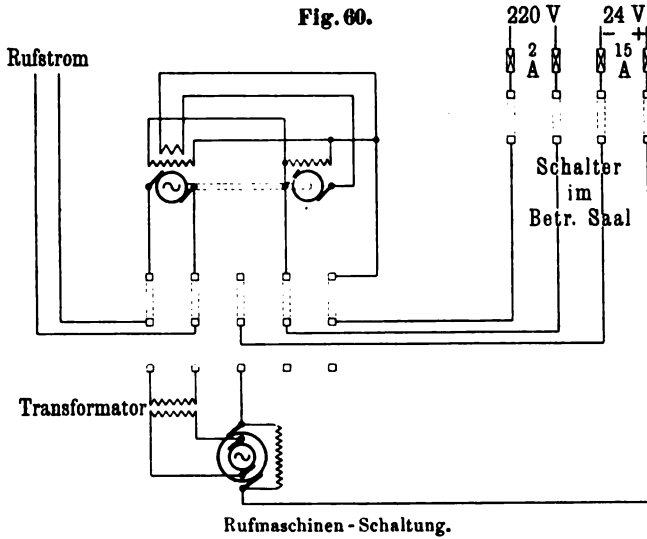 Fig. 60.
220 V
24 V
− +
Rufstrom
2
A
15
A
Schalter
im
Betr. Saal
Transformator
Rufmaschinen - Schaltung.